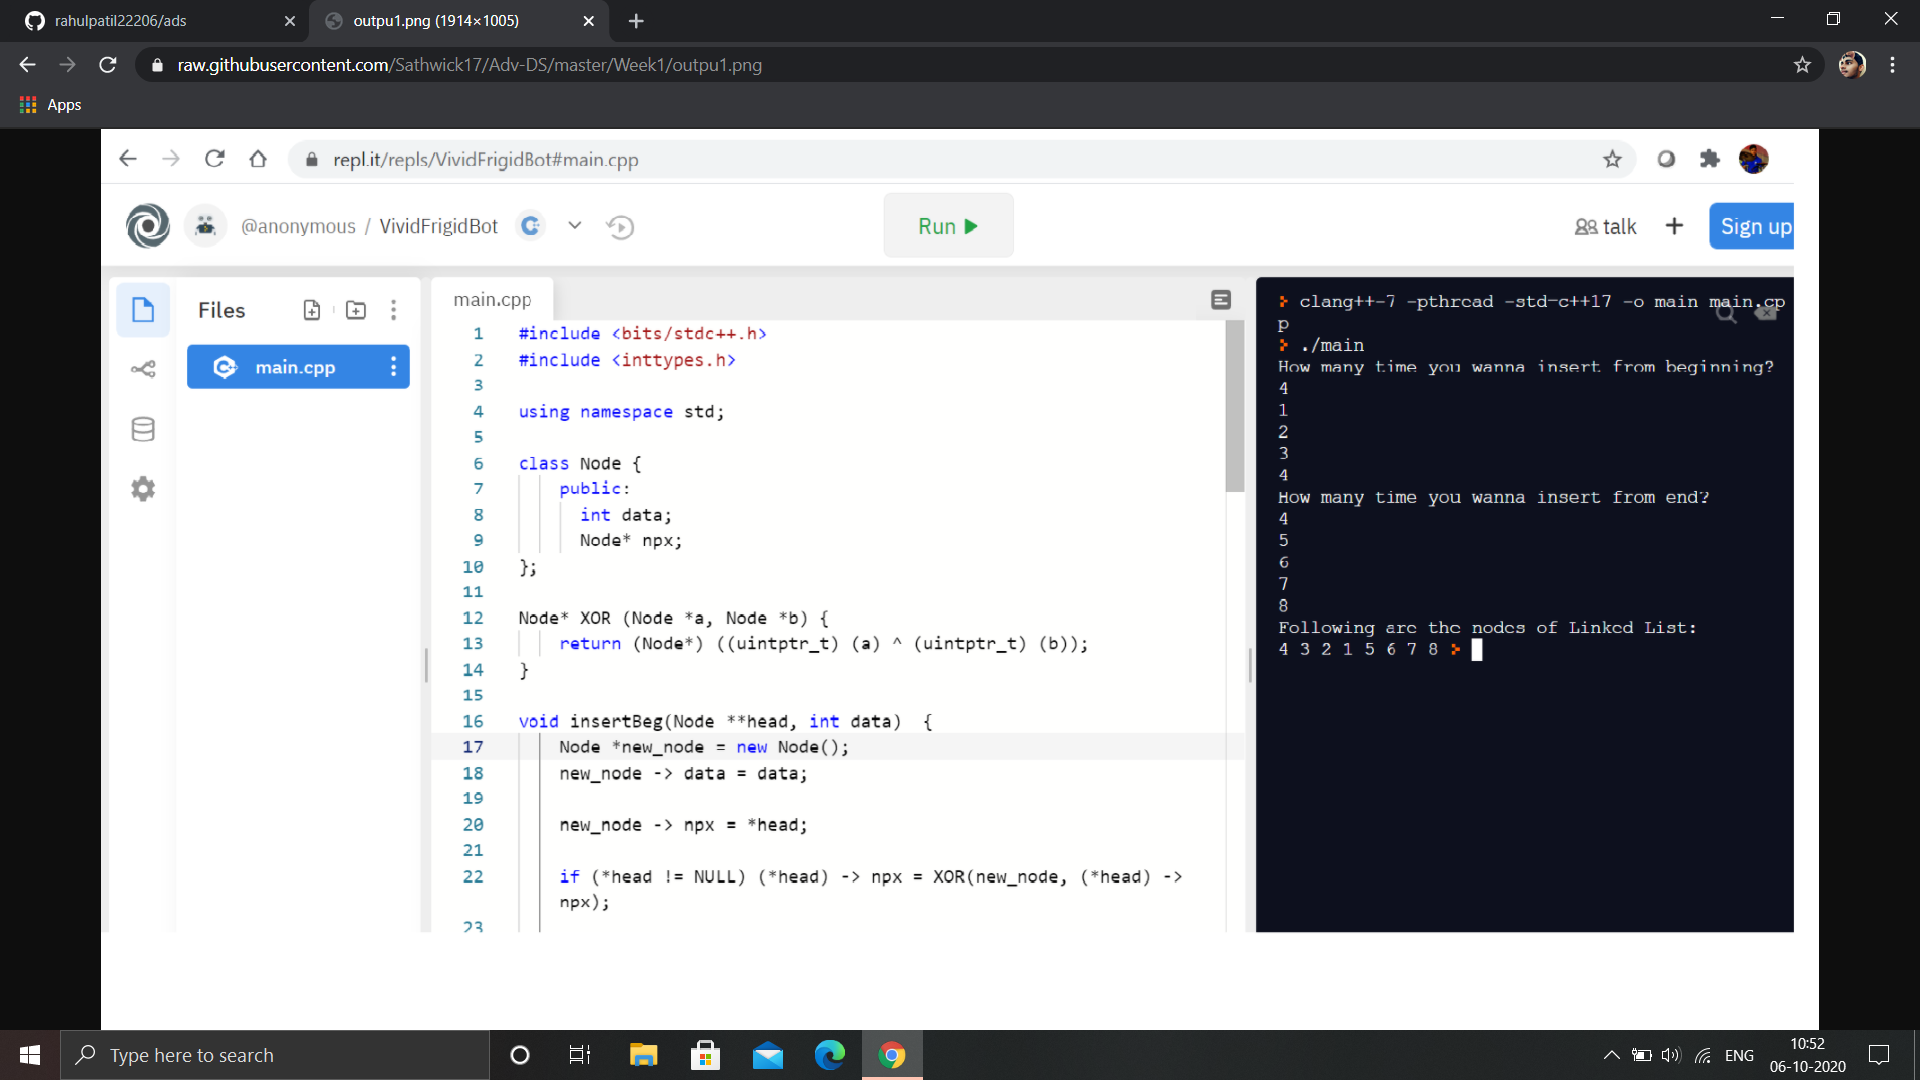 rahulpatil22206/ads
outpu1.png (1914×1005)
raw.githubusercontent.com/Sathwick17/Adv-DS/master/Week1/outpu1.png
Apps
repl.it/repls/VividFrigidBot#main.cpp
@anonymous / VividFrigidBot
Run
talk
Sign up
Files
main.cpp
main.cpp
1 #include <bits/stdc++.h>
2 #include <inttypes.h>
3
4 using namespace std;
5
6 class Node {
7 public:
8 int data;
9 Node* npx;
10 };
11
12 Node* XOR (Node *a, Node *b) {
13 return (Node*) ((uintptr_t) (a) ^ (uintptr_t) (b));
14 }
15
16 void insertBeg(Node **head, int data) {
17 Node *new_node = new Node();
18 new_node -> data = data;
19
20 new_node -> npx = *head;
21
22 if (*head != NULL) (*head) -> npx = XOR(new_node, (*head) ->
npx);
23
clang++-7 -pthread -std=c++17 -o main main.cp
p
./main
How many time you wanna insert from beginning?
4
1
2
3
4
How many time you wanna insert from end?
4
5
6
7
8
Following are the nodes of Linked List:
4 3 2 1 5 6 7 8
Type here to search
ENG
10:52
06-10-2020